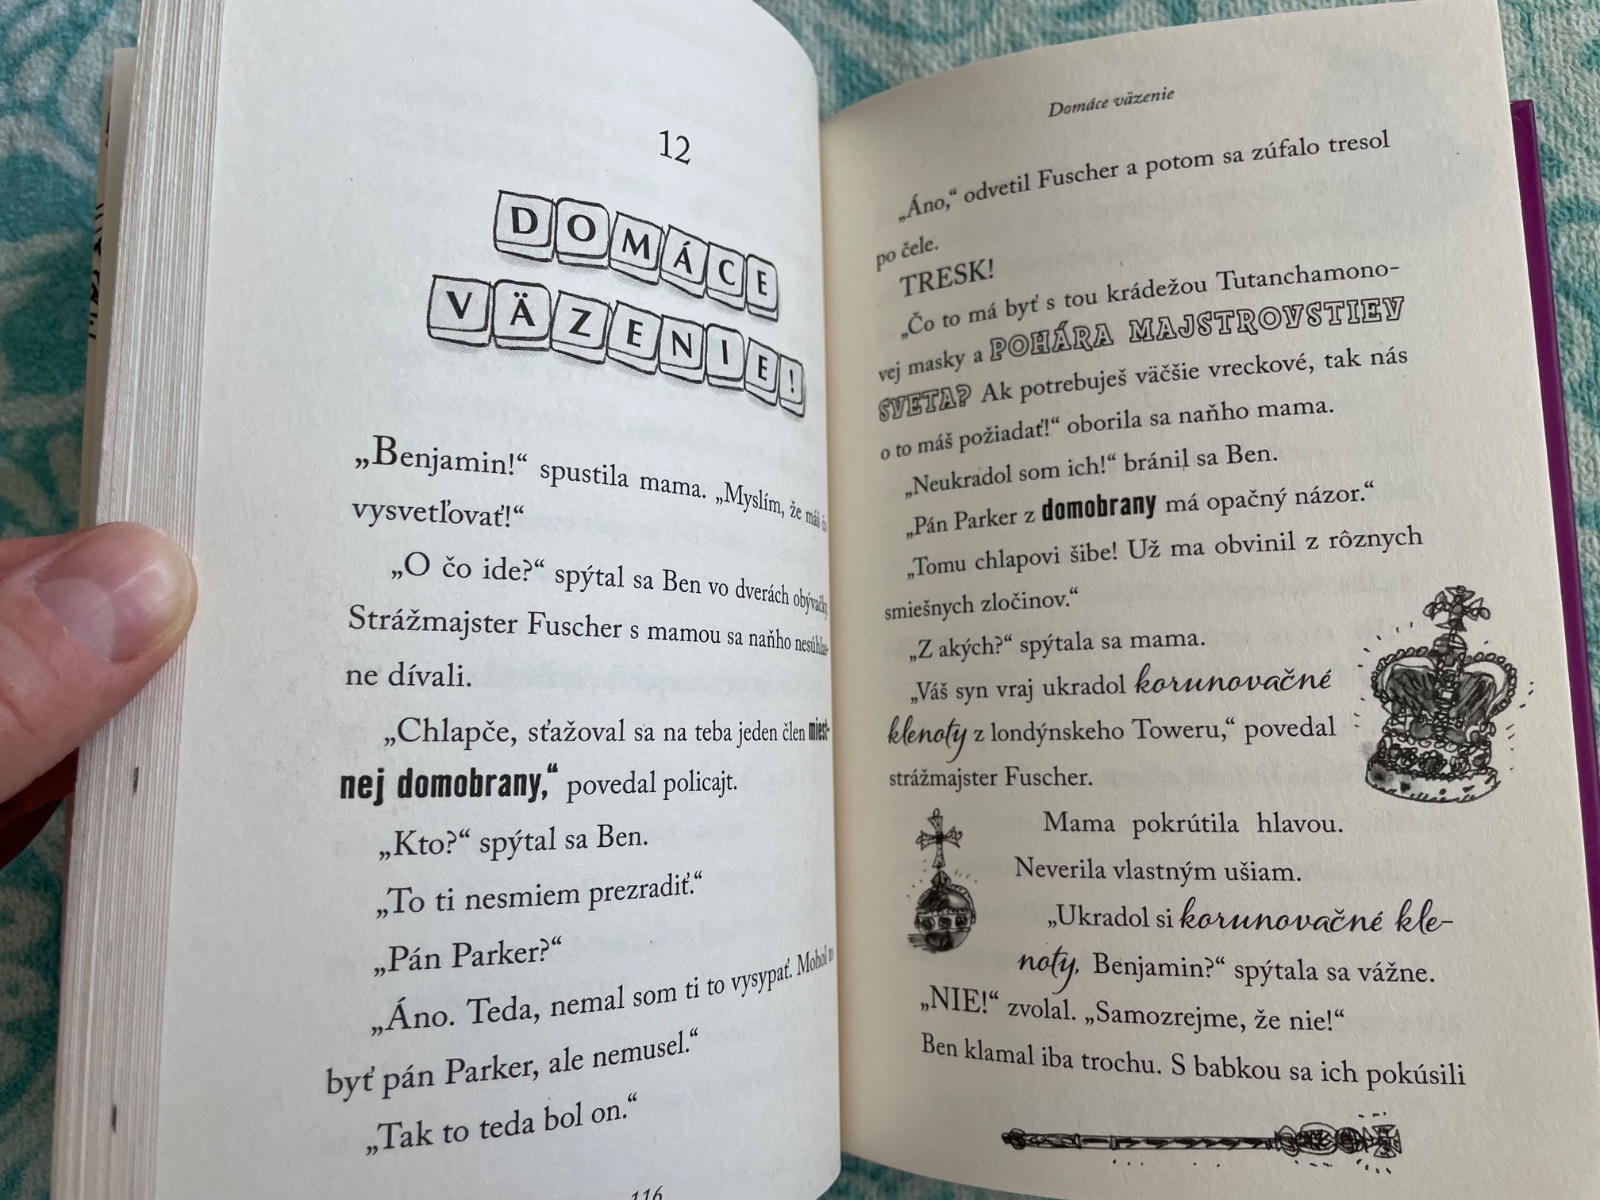 12
DOMÁCE
VÄZENIE!
„Benjamin!“ spustila mama. „Myslím, že máš čo
vysvetľovať!“
„O čo ide?“ spýtal sa Ben vo dverách obývačky.
Strážmajster Fuscher s mamou sa naňho nesúhlas-
ne dívali.
„Chlapče, sťažoval sa na teba jeden člen miest-
nej domobrany,“ povedal policajt.
„Kto?“ spýtal sa Ben.
„To ti nesmiem prezradiť.“
„Pán Parker?“
„Áno. Teda, nemal som ti to vysypať. Mohol to
byť pán Parker, ale nemusel.“
„Tak to teda bol on.“
116
Domáce väzenie
„Áno,“ odvetil Fuscher a potom sa zúfalo tresol
po čele.
TRESK!
„Čo to má byť s tou krádežou Tutanchamono-
vej masky a POHÁRA MAJSTROVSTIEV
SVETA? Ak potrebuješ väčšie vreckové, tak nás
o to máš požiadať!“ oborila sa naňho mama.
„Neukradol som ich!“ bránil sa Ben.
„Pán Parker z domobrany má opačný názor.“
„Tomu chlapovi šibe! Už ma obvinil z rôznych
smiešnych zločinov.“
„Z akých?“ spýtala sa mama.
„Váš syn vraj ukradol korunovačné
klenoty z londýnskeho Toweru,“ povedal
strážmajster Fuscher.
Mama pokrútila hlavou.
Neverila vlastným ušiam.
„Ukradol si korunovačné kle-
noty, Benjamin?“ spýtala sa vážne.
„NIE!“ zvolal. „Samozrejme, že nie!“
Ben klamal iba trochu. S babkou sa ich pokúsili